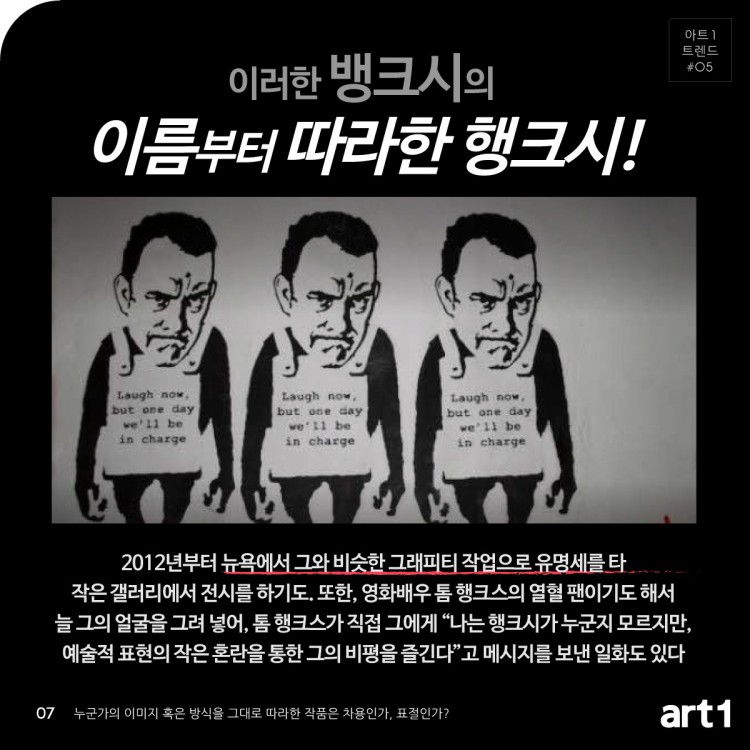 아트1
트렌드
#05
이러한 뱅크시의
이름부터 따라한 행크시!
Laugh now,
but one day
we'll be
in charge
Laugh now,
but one day
we'll be
in charge
Laugh now,
but one day
we'll be
in charge
2012년부터 뉴욕에서 그와 비슷한 그래피티 작업으로 유명세를 타
작은 갤러리에서 전시를 하기도. 또한, 영화배우 톰 행크스의 열혈 팬이기도 해서
늘 그의 얼굴을 그려 넣어, 톰 행크스가 직접 그에게 “나는 행크시가 누군지 모르지만,
예술적 표현의 작은 혼란을 통한 그의 비평을 즐긴다”고 메시지를 보낸 일화도 있다
07 누군가의 이미지 혹은 방식을 그대로 따라한 작품은 차용인가, 표절인가?
art1